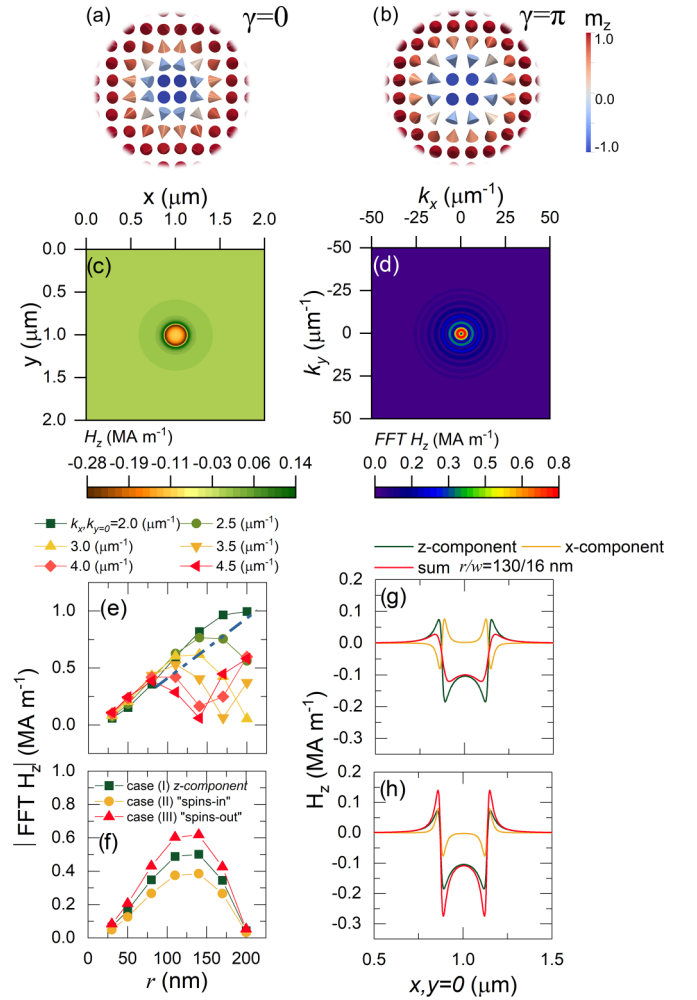 (a) γ=0 (b) γ=π m_z
1.0
0.0
-1.0
x (μm)
0.0 1.0 2.0
k_x (μm⁻¹)
-50 -25 0 25 50
(c)
0.0
0.5
1.0
1.5
2.0
y (μm)
(d)
-50
-25
0
25
50
k_y (μm⁻¹)
H_z (MA m⁻¹)
-0.28 -0.19 -0.11 -0.03 0.06 0.14
FFT H_z (MA m⁻¹)
0.0 0.2 0.3 0.4 0.6 0.8
k_x,k_y=0=2.0 (μm⁻¹) 2.5 (μm⁻¹)
3.0 (μm⁻¹) 3.5 (μm⁻¹)
4.0 (μm⁻¹) 4.5 (μm⁻¹)
z-component x-component
sum r/w=130/16 nm
(e)
1.0
0.5
0.0
| FFT H_z| (MA m⁻¹)
(f)
case (I) z-component
case (II) "spins-in"
case (III) "spins-out"
1.0
0.8
0.6
0.4
0.2
0.0
0 50 100 150 200
r (nm)
(g)
0.2
0.1
0.0
-0.1
-0.2
-0.3
H_z (MA m⁻¹)
(h)
0.2
0.1
0.0
-0.1
-0.2
-0.3
0.5 1.0 1.5
x,y=0 (μm)